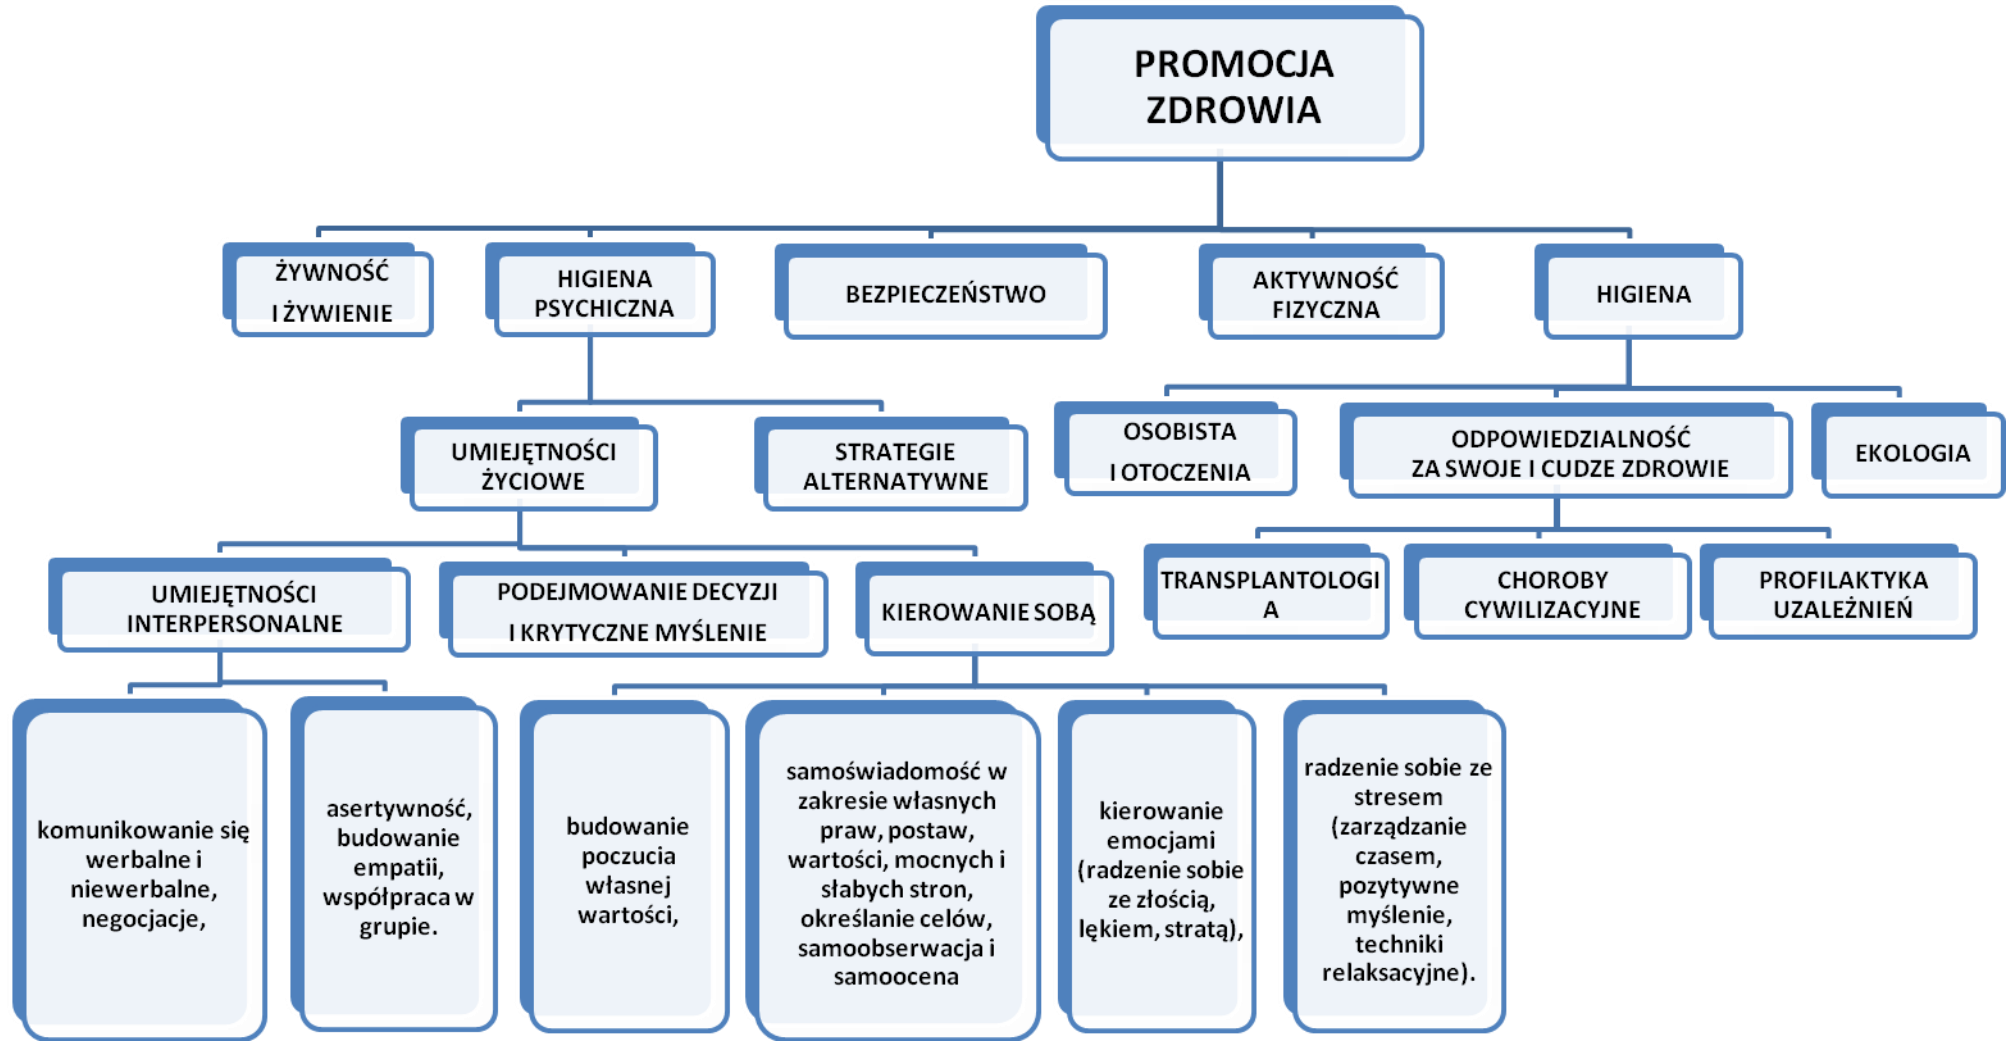 PROMOCJA
ZDROWIA
ŻYWNOŚĆ
I ŻYWIENIE
HIGIENA
PSYCHICZNA
BEZPIECZEŃSTWO
AKTYWNOŚĆ
FIZYCZNA
HIGIENA
UMIEJĘTNOŚCI
ŻYCIOWE
STRATEGIE
ALTERNATYWNE
OSOBISTA
I OTOCZENIA
ODPOWIEDZIALNOŚĆ
ZA SWOJE I CUDZE ZDROWIE
EKOLOGIA
UMIEJĘTNOŚCI
INTERPERSONALNE
PODEJMOWANIE DECYZJI
I KRYTYCZNE MYŚLENIE
KIEROWANIE SOBĄ
TRANSPLANTOLOGI
A
CHOROBY
CYWILIZACYJNE
PROFILAKTYKA
UZALEŻNIEŃ
komunikowanie się
werbalne i
niewerbalne,
negocjacje,
asertywność,
budowanie
empatii,
współpraca w
grupie.
budowanie
poczucia
własnej
wartości,
samoświadomość w
zakresie własnych
praw, postaw,
wartości, mocnych i
słabych stron,
określanie celów,
samoobserwacja i
samoocena
kierowanie
emocjami
(radzenie sobie
ze złością,
lękiem, stratą),
radzenie sobie ze
stresem
(zarządzanie
czasem,
pozytywne
myślenie,
techniki
relaksacyjne).